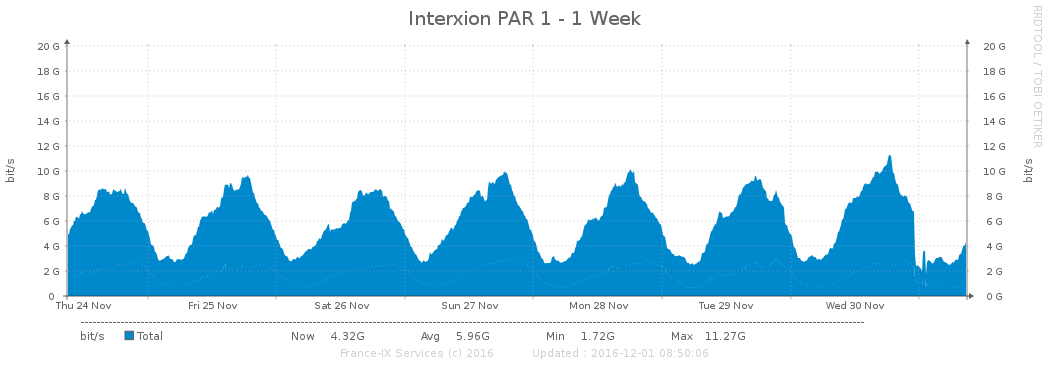 Interxion PAR 1 - 1 Week
RRDTOOL / TOBI OETIKER
bit/s
bit/s
20 G 20 G
18 G 18 G
16 G 16 G
14 G 14 G
12 G 12 G
10 G 10 G
8 G 8 G
6 G 6 G
4 G 4 G
2 G 2 G
0 0 G
Thu 24 Nov Fri 25 Nov Sat 26 Nov Sun 27 Nov Mon 28 Nov Tue 29 Nov Wed 30 Nov
bit/s Total Now 4.32G Avg 5.96G Min 1.72G Max 11.27G
France-IX Services (c) 2016 Updated : 2016-12-01 08:50:06